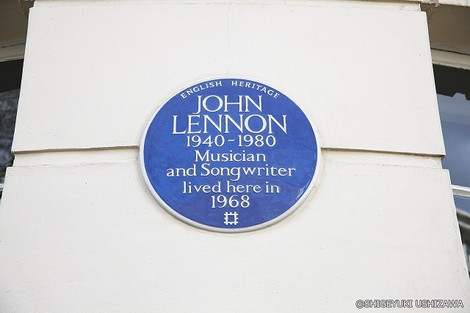 ENGLISH HERITAGE
JOHN
LENNON
1940-1980
Musician
and Songwriter
lived here in
1968
©SHIGEYUKI USHIZAWA